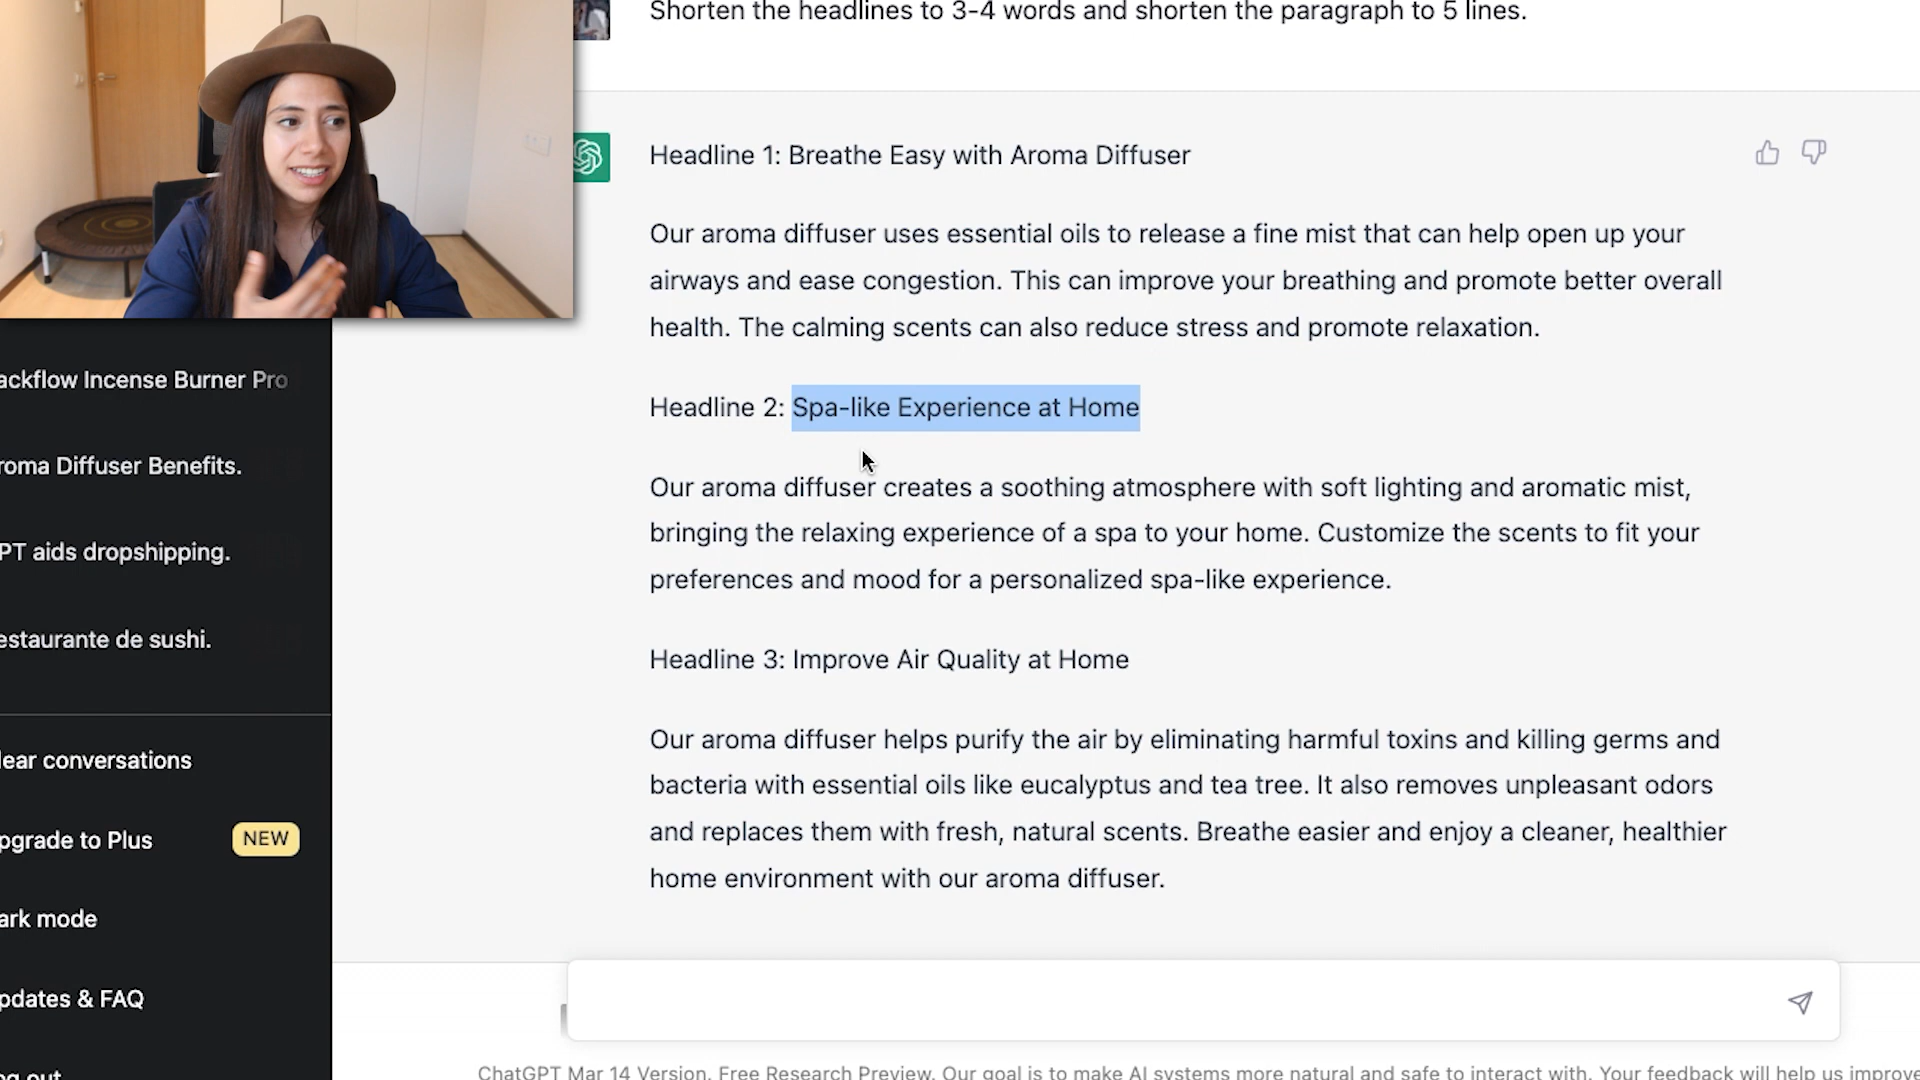 Shorten the headlines to 3-4 words and shorten the paragraph to 5 lines.
Headline 1: Breathe Easy with Aroma Diffuser
Our aroma diffuser uses essential oils to release a fine mist that can help open up your
airways and ease congestion. This can improve your breathing and promote better overall
health. The calming scents can also reduce stress and promote relaxation.
Headline 2: Spa-like Experience at Home
Our aroma diffuser creates a soothing atmosphere with soft lighting and aromatic mist,
bringing the relaxing experience of a spa to your home. Customize the scents to fit your
preferences and mood for a personalized spa-like experience.
Headline 3: Improve Air Quality at Home
Our aroma diffuser helps purify the air by eliminating harmful toxins and killing germs and
bacteria with essential oils like eucalyptus and tea tree. It also removes unpleasant odors
and replaces them with fresh, natural scents. Breathe easier and enjoy a cleaner, healthier
home environment with our aroma diffuser.
ackflow Incense Burner Pro
roma Diffuser Benefits.
PT aids dropshipping.
estaurante de sushi.
lear conversations
pgrade to Plus NEW
ark mode
pdates & FAQ
og out
ChatGPT Mar 14 Version. Free Research Preview. Our goal is to make AI systems more natural and safe to interact with. Your feedback will help us improve